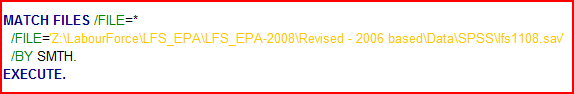 MATCH FILES /FILE=*
/FILE='Z:\LabourForce\LFS_EPA\LFS_EPA-2008\Revised - 2006 based\Data\SPSS\lfs1108.sav'
/BY SMTH.
EXECUTE.